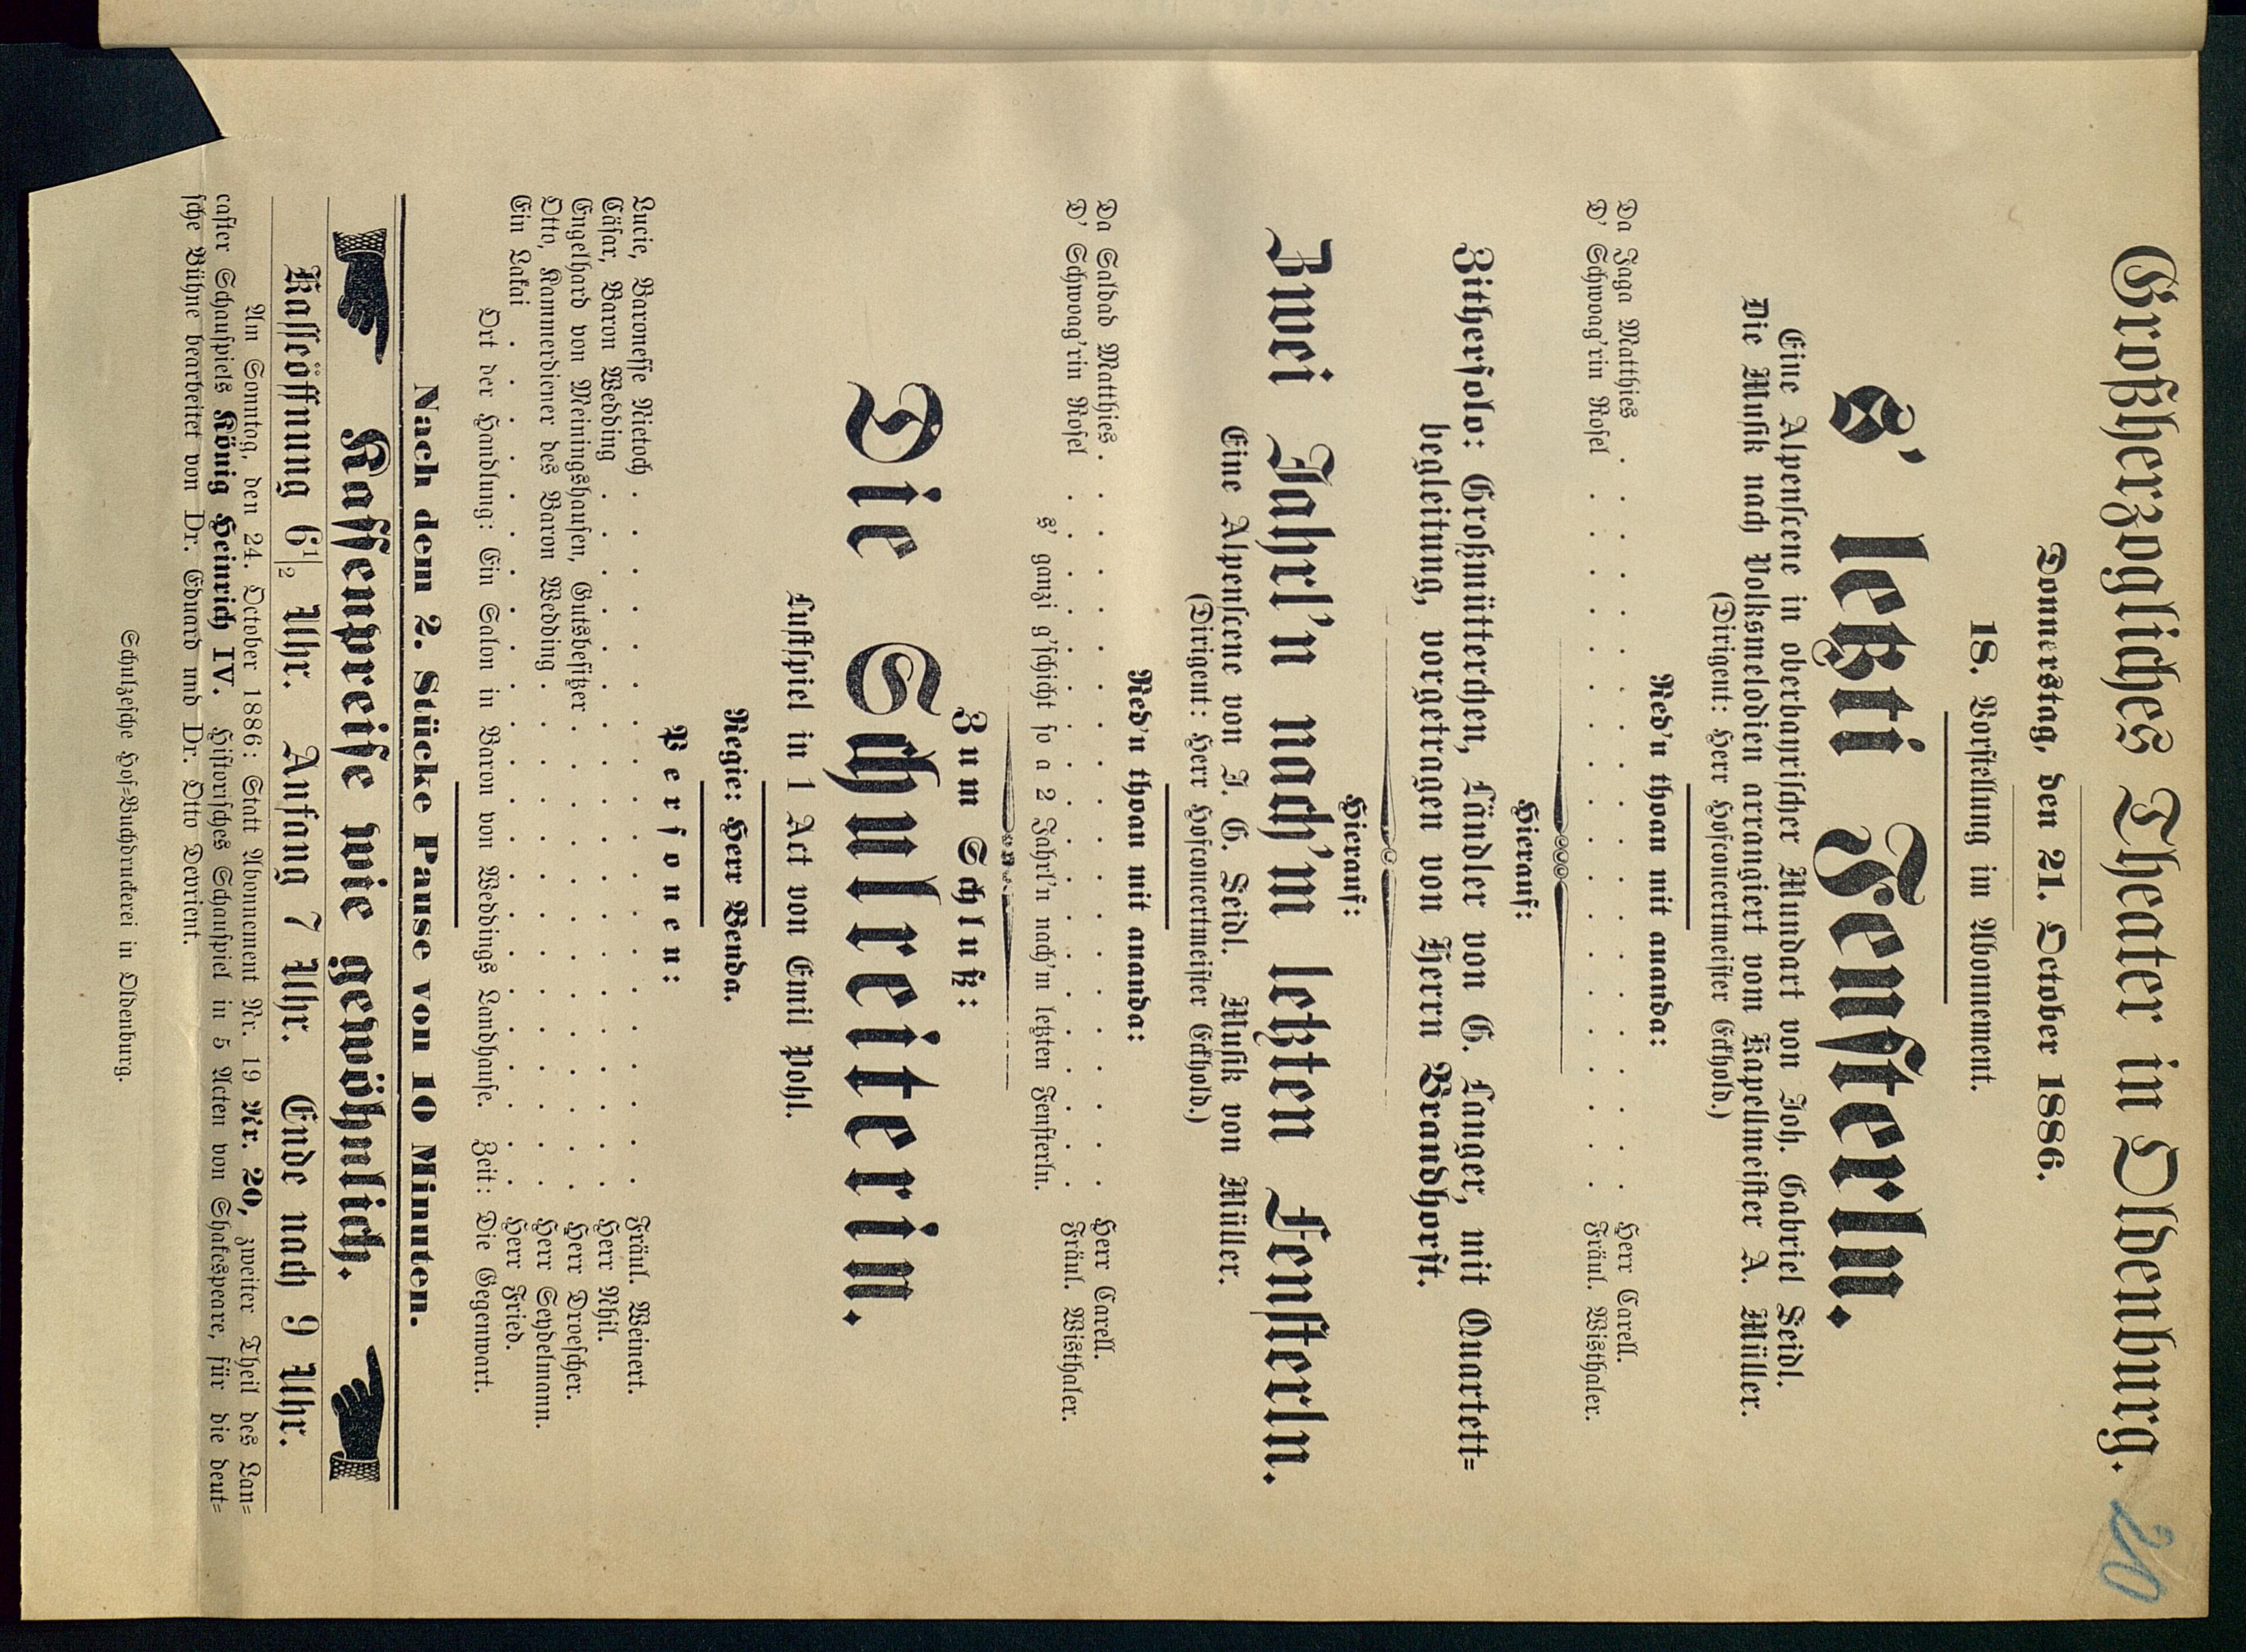 Großherzogliches Theater in Oldenburg.
20
Donnerstag, den 21. October 1886.
18. Vorstellung im Abonnement.
S' letzti Fensterln.
Eine Alpenscene in oberbayrischer Mundart von Joh. Gabriel Seidl.
Die Musik nach Volksmelodien arrangiert vom Kapellmeister A. Müller.
(Dirigent: Herr Hofconcertmeister Eckhold.)
Red'n thoan mit ananda:
Da Jaga Matthies . . . . . . . . . . . . . . . . . . . . Herr Carell.
D' Schwag'rin Rosel . . . . . . . . . . . . . . . . . . . Fräul. Wisthaler.
Hierauf:
Zithersolo: Großmütterchen, Ländler von G. Langer, mit Quartett=
begleitung, vorgetragen von Herrn Brandhorst.
Hierauf:
Zwei Jahrl'n nach'm letzten Fensterln.
Eine Alpenscene von J. G. Seidl. Musik von Müller.
(Dirigent: Herr Hofconcertmeister Eckhold.)
Red'n thoan mit ananda:
Da Saldad Matthies . . . . . . . . . . . . . . . . . . . . Herr Carell.
D' Schwoag'rin Rosel . . . . . . . . . . . . . . . . . . . Fräul. Wisthaler.
s' ganzi g'schicht so a 2 Jahrl'n nach'm letzten Fensterln.
Zum Schluß:
Die Schulreiterin.
Lustspiel in 1 Act von Emil Pohl.
Regie: Herr Benda.
Personen:
Lucie, Baronesse Rietoch . . . . . . . . . . . . . . . . . . . Fräul. Weinert.
Cäsar, Baron Wedding . . . . . . . . . . . . . . . . . . . Herr Rhil.
Engelhard von Meiningshausen, Gutsbesitzer . . . . . . . . . . . . . Herr Droescher.
Otto, Kammerdiener des Baron Wedding . . . . . . . . . . . . . . Herr Seydelmann.
Ein Lakai . . . . . . . . . . . . . . . . . . . . . . . Herr Fried.
Ort der Handlung: Ein Salon in Baron von Weddings Landhause. Zeit: Die Gegenwart.
Nach dem 2. Stücke Pause von 10 Minuten.
Kassenpreise wie gewöhnlich.
Kasseöffnung 6½ Uhr. Anfang 7 Uhr. Ende nach 9 Uhr.
Am Sonntag, den 24. October 1886: Statt Abonnement Nr. 19 Nr. 20, zweiter Theil des Lan=
caster Schauspiels König Heinrich IV. Historisches Schauspiel in 5 Acten von Shakespeare, für die deut=
sche Bühne bearbeitet von Dr. Eduard und Dr. Otto Devrient.
Schulzesche Hof=Buchdruckerei in Oldenburg.